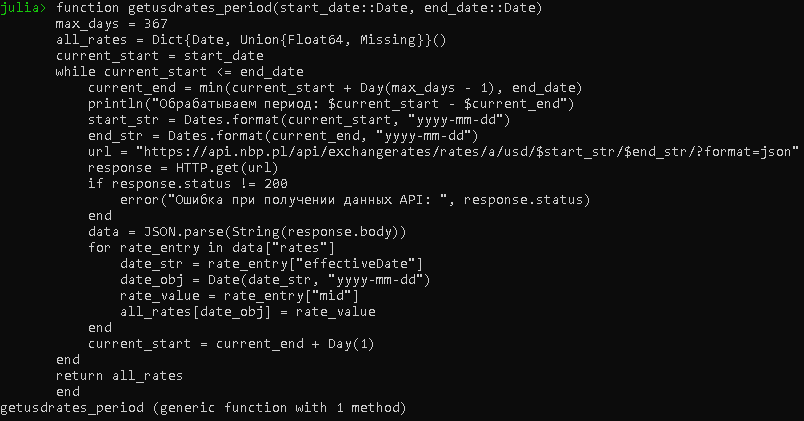 julia> function getusdrates_period(start_date::Date, end_date::Date)
max_days = 367
all_rates = Dict{Date, Union{Float64, Missing}}()
current_start = start_date
while current_start <= end_date
current_end = min(current_start + Day(max_days - 1), end_date)
println("Обрабатываем период: $current_start - $current_end")
start_str = Dates.format(current_start, "yyyy-mm-dd")
end_str = Dates.format(current_end, "yyyy-mm-dd")
url = "https://api.nbp.pl/api/exchangerates/rates/a/usd/$start_str/$end_str/?format=json"
response = HTTP.get(url)
if response.status != 200
error("Ошибка при получении данных API: ", response.status)
end
data = JSON.parse(String(response.body))
for rate_entry in data["rates"]
date_str = rate_entry["effectiveDate"]
date_obj = Date(date_str, "yyyy-mm-dd")
rate_value = rate_entry["mid"]
all_rates[date_obj] = rate_value
end
current_start = current_end + Day(1)
end
return all_rates
end
getusdrates_period (generic function with 1 method)